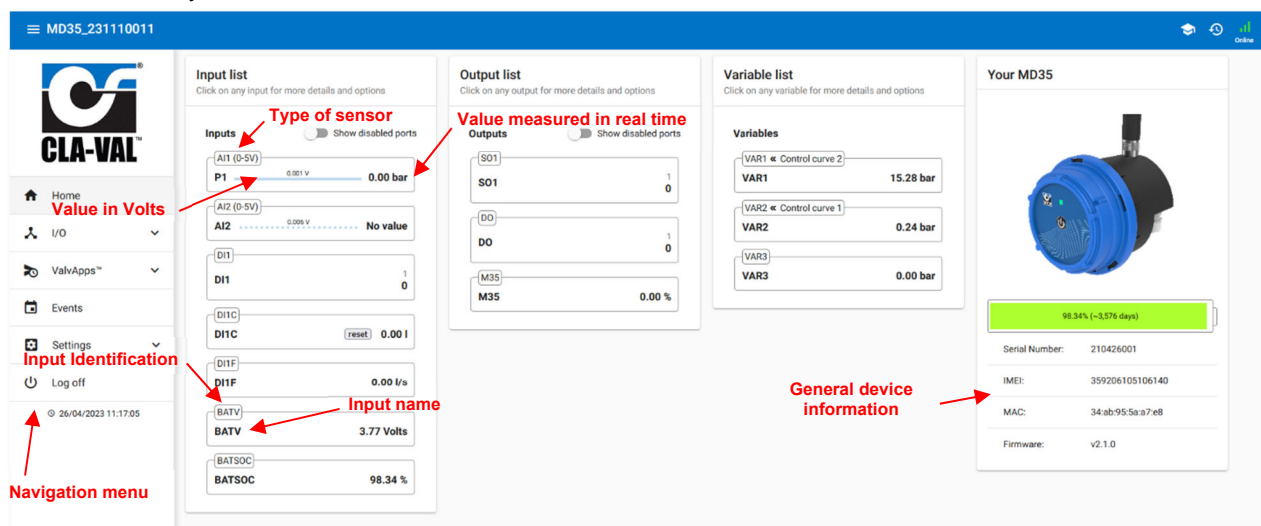 MD35_231110011
Online
CLA-VAL™
Home
I/O
ValvApps™
Events
Settings
Log off
26/04/2023 11:17:05
Navigation menu
Input list
Click on any input for more details and options
Type of sensor
Inputs Show disabled ports
AI1 (0-5V)
P1 0.001 V 0.00 bar
Value in Volts
AI2 (0-5V)
AI2 0.006 V No value
DI1
DI1 1
0
DI1C
DI1C reset 0.00 l
Input Identification
DI1F
DI1F 0.00 l/s
Input name
BATV
BATV 3.77 Volts
BATSOC
BATSOC 98.34 %
Output list
Click on any output for more details and options
Value measured in real time
Outputs Show disabled ports
SO1
SO1 1
0
DO
DO 1
0
M35
M35 0.00 %
Variable list
Click on any variable for more details and options
Variables
VAR1 « Control curve 2
VAR1 15.28 bar
VAR2 « Control curve 1
VAR2 0.24 bar
VAR3
VAR3 0.00 bar
General device
information
Your MD35
98.34% (~3,576 days)
Serial Number: 210426001
IMEI: 359206105106140
MAC: 34:ab:95:5a:a7:e8
Firmware: v2.1.0